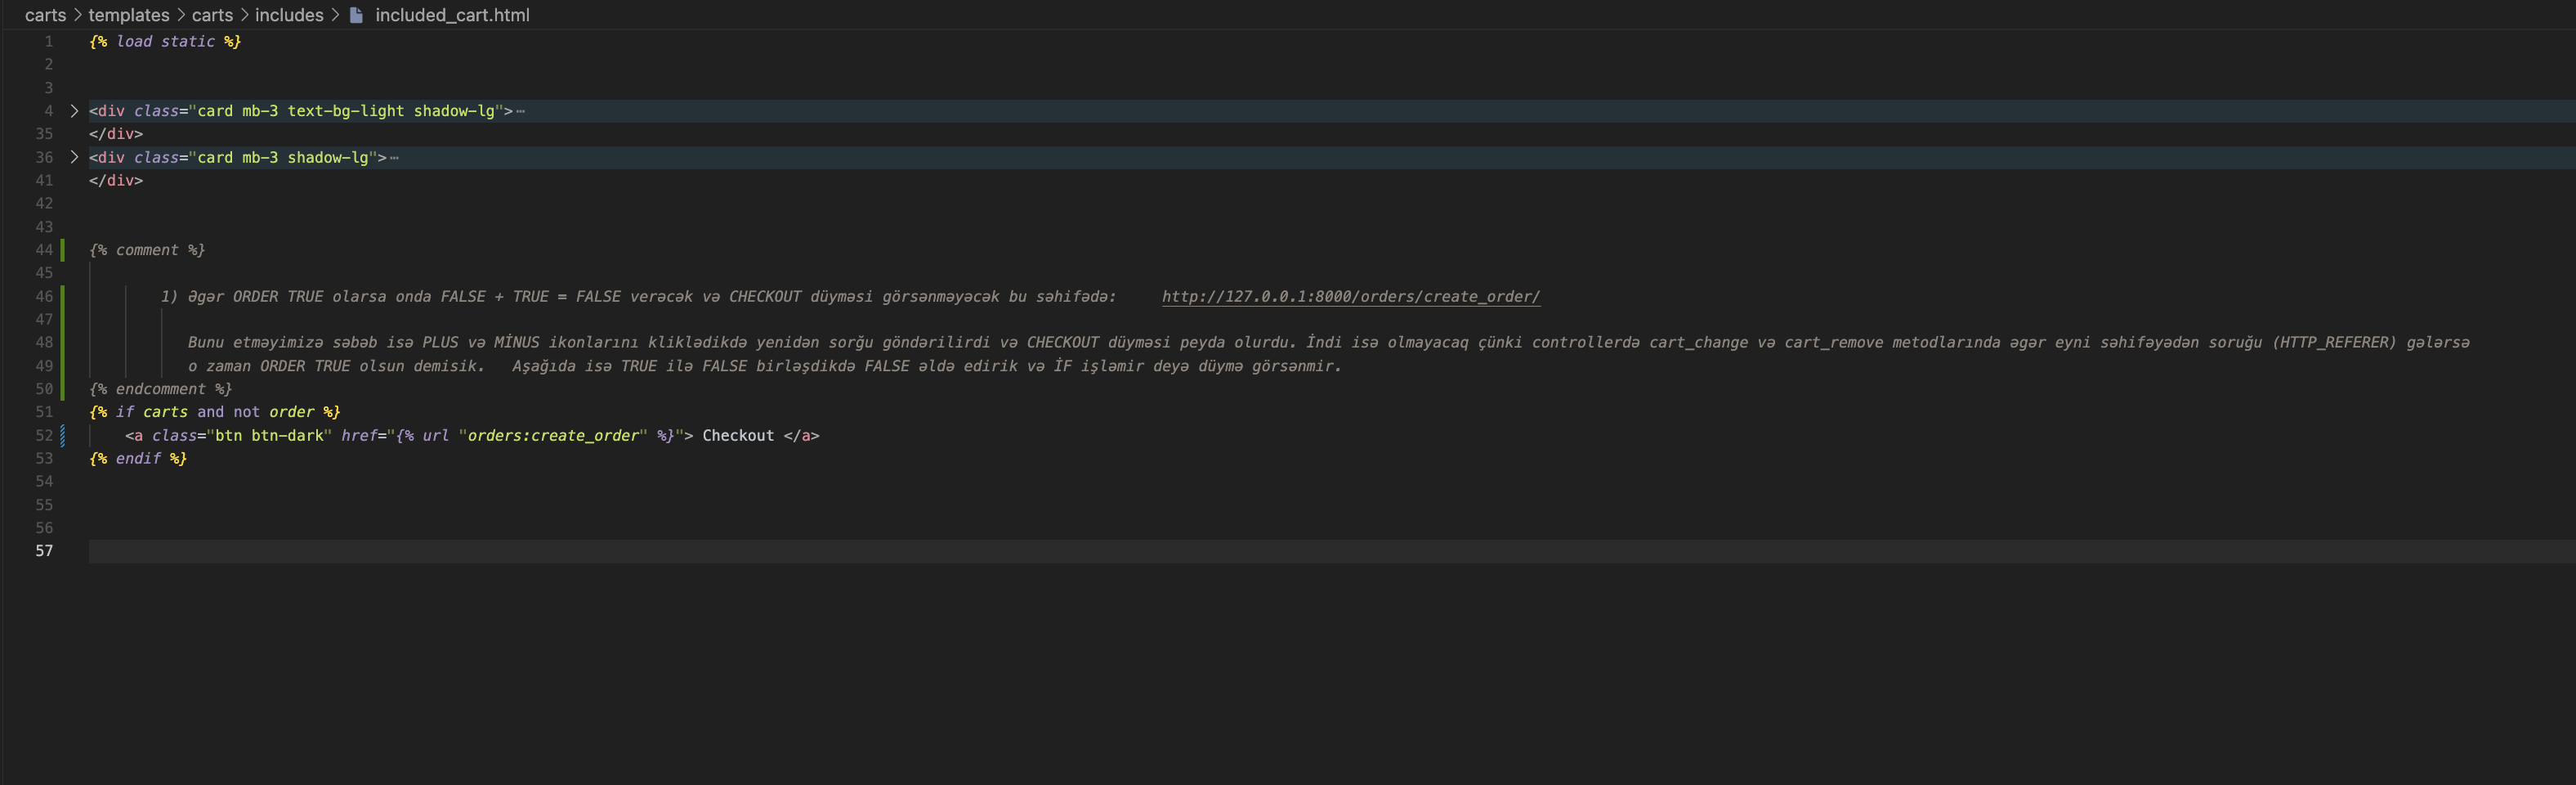 carts > templates > carts > includes > included_cart.html
1 {% load static %}
2
3
4 <div class="card mb-3 text-bg-light shadow-lg">⋯
35 </div>
36 <div class="card mb-3 shadow-lg">⋯
41 </div>
42
43
44 {% comment %}
45
46 1) Əgər ORDER TRUE olarsa onda FALSE + TRUE = FALSE verəcək və CHECKOUT düyməsi görsənməyəcək bu səhifədə: http://127.0.0.1:8000/orders/create_order/
47
48 Bunu etməyimizə səbəb isə PLUS və MİNUS ikonlarını kliklədikdə yenidən sorğu göndərilirdi və CHECKOUT düyməsi peyda olurdu. İndi isə olmayacaq çünki controllerdə cart_change və cart_remove metodlarında əgər eyni səhifəyədən soruğu (HTTP_REFERER) gələrsə
49 o zaman ORDER TRUE olsun demisik. Aşağıda isə TRUE ilə FALSE birləşdikdə FALSE əldə edirik və İF işləmir deyə düymə görsənmir.
50 {% endcomment %}
51 {% if carts and not order %}
52 <a class="btn btn-dark" href="{% url "orders:create_order" %}"> Checkout </a>
53 {% endif %}
54
55
56
57